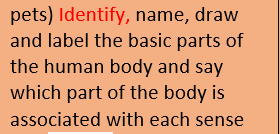 pets) Identify, name, draw
and label the basic parts of
the human body and say
which part of the body is
associated with each sense